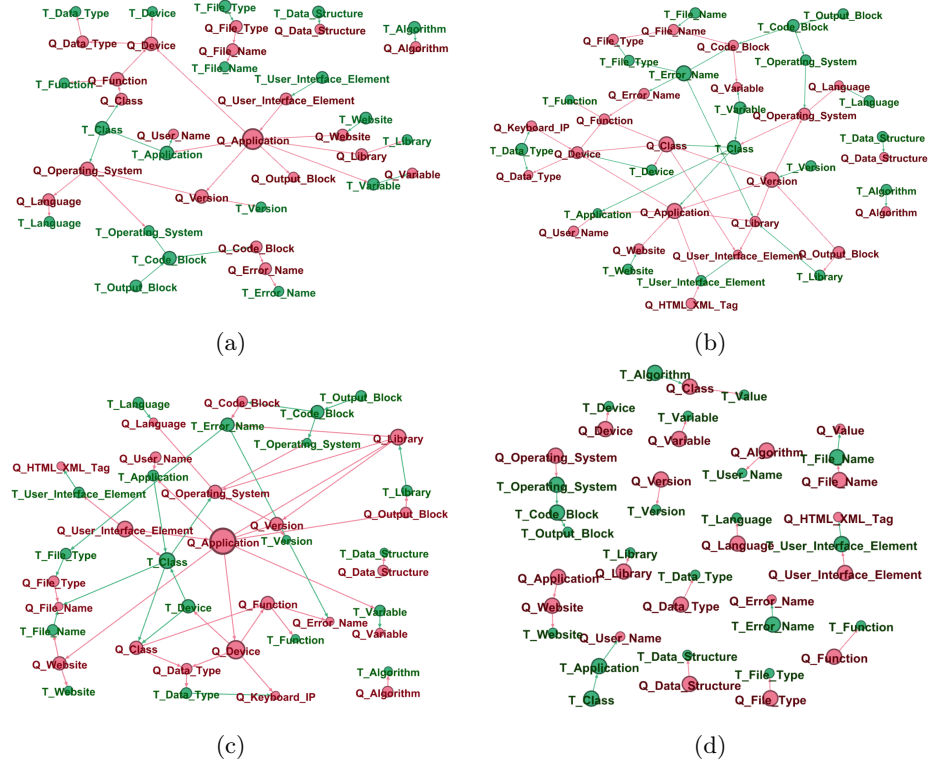 T_Data_Type
T_Device
T_File_Type
T_Data_Structure
T_Algorithm
Q_Data_Type
Q_Device
Q_File_Type
Q_Data_Structure
Q_Algorithm
Q_File_Name
T_File_Name
T_Function
Q_Function
T_User_Interface_Element
Q_Class
Q_User_Interface_Element
T_Website
T_Class
Q_User_Name
Q_Application
Q_Website
T_Library
T_Application
Q_Library
Q_Operating_System
Q_Output_Block
Q_Variable
T_Variable
Q_Language
Q_Version
T_Version
T_Language
T_Operating_System
Q_Code_Block
T_Code_Block
Q_Error_Name
T_Output_Block
T_Error_Name
(a)
T_File_Name
T_Output_Block
Q_File_Name
T_Code_Block
Q_File_Type
Q_Code_Block
T_File_Type
T_Operating_System
T_Error_Name
Q_Error_Name
Q_Variable
Q_Language
T_Function
T_Language
T_Variable
Q_Function
Q_Operating_System
Q_Keyboard_IP
T_Data_Structure
T_Data_Type
Q_Device
Q_Class
T_Class
Q_Data_Structure
Q_Data_Type
T_Device
T_Version
Q_Version
T_Algorithm
T_Application
Q_Application
Q_Algorithm
Q_User_Name
Q_Library
Q_Website
Q_User_Interface_Element
Q_Output_Block
T_Website
T_User_Interface_Element
T_Library
Q_HTML_XML_Tag
(b)
T_Language
Q_Code_Block
T_Output_Block
Q_Language
T_Error_Name
T_Code_Block
Q_Library
T_Operating_System
Q_HTML_XML_Tag
Q_User_Name
T_Application
T_User_Interface_Element
Q_Operating_System
T_Library
Q_User_Interface_Element
Q_Version
Q_Output_Block
Q_Application
T_Version
T_File_Type
T_Class
T_Data_Structure
Q_Data_Structure
Q_File_Type
Q_File_Name
T_Device
Q_Function
T_Variable
T_File_Name
Q_Error_Name
Q_Variable
T_Function
Q_Class
Q_Device
Q_Website
Q_Data_Type
T_Algorithm
T_Website
T_Data_Type
Q_Keyboard_IP
Q_Algorithm
(c)
T_Algorithm
Q_Class
T_Value
T_Device
T_Variable
Q_Device
Q_Variable
Q_Value
Q_Operating_System
Q_Algorithm
T_File_Name
T_User_Name
Q_Version
Q_File_Name
T_Operating_System
T_Version
T_Code_Block
T_Language
Q_HTML_XML_Tag
T_Output_Block
Q_Language
T_User_Interface_Element
T_Library
Q_Application
Q_Library
T_Data_Type
Q_User_Interface_Element
Q_Website
Q_Data_Type
Q_Error_Name
T_Website
T_Error_Name
T_Function
Q_User_Name
T_Application
T_Data_Structure
Q_Function
T_File_Type
Q_Data_Structure
T_Class
Q_File_Type
(d)